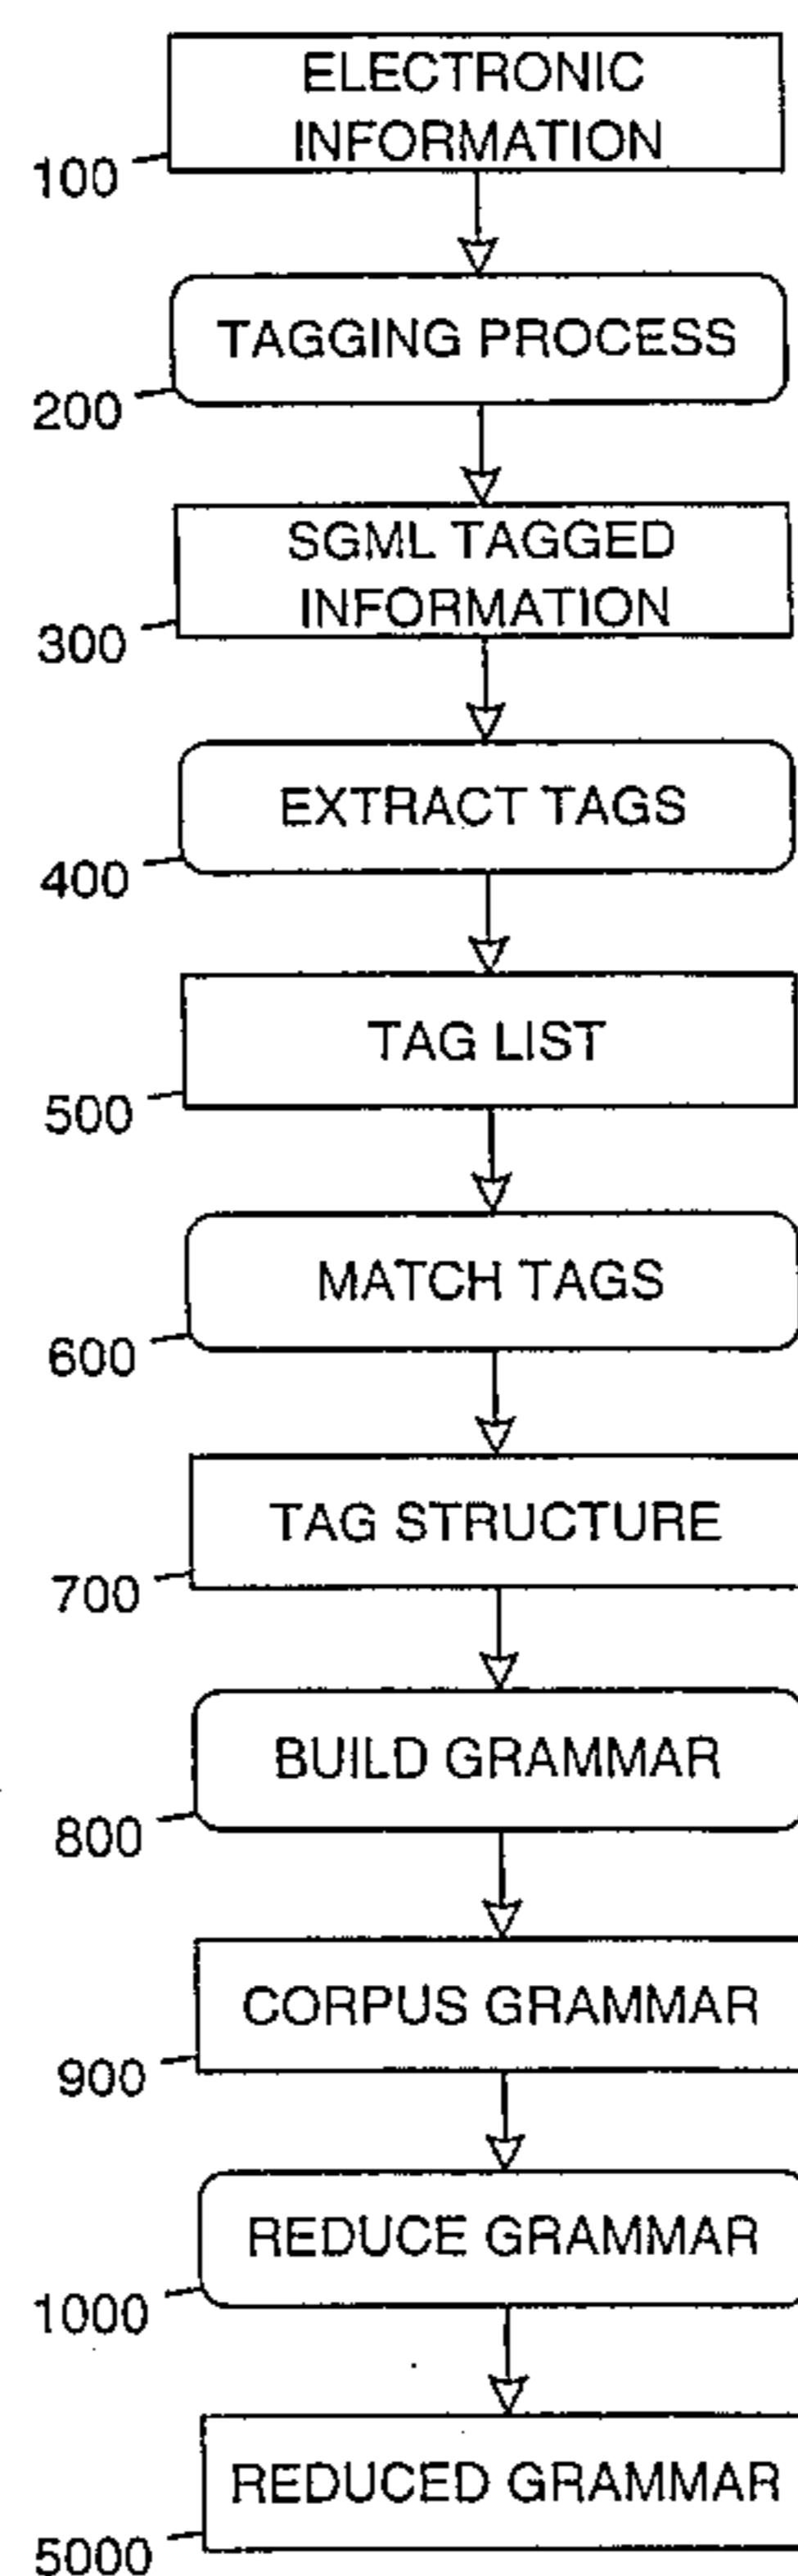 ELECTRONIC
INFORMATION
100
TAGGING PROCESS
200
SGML TAGGED
INFORMATION
300
EXTRACT TAGS
400
TAG LIST
500
MATCH TAGS
600
TAG STRUCTURE
700
BUILD GRAMMAR
800
CORPUS GRAMMAR
900
REDUCE GRAMMAR
1000
REDUCED GRAMMAR
5000